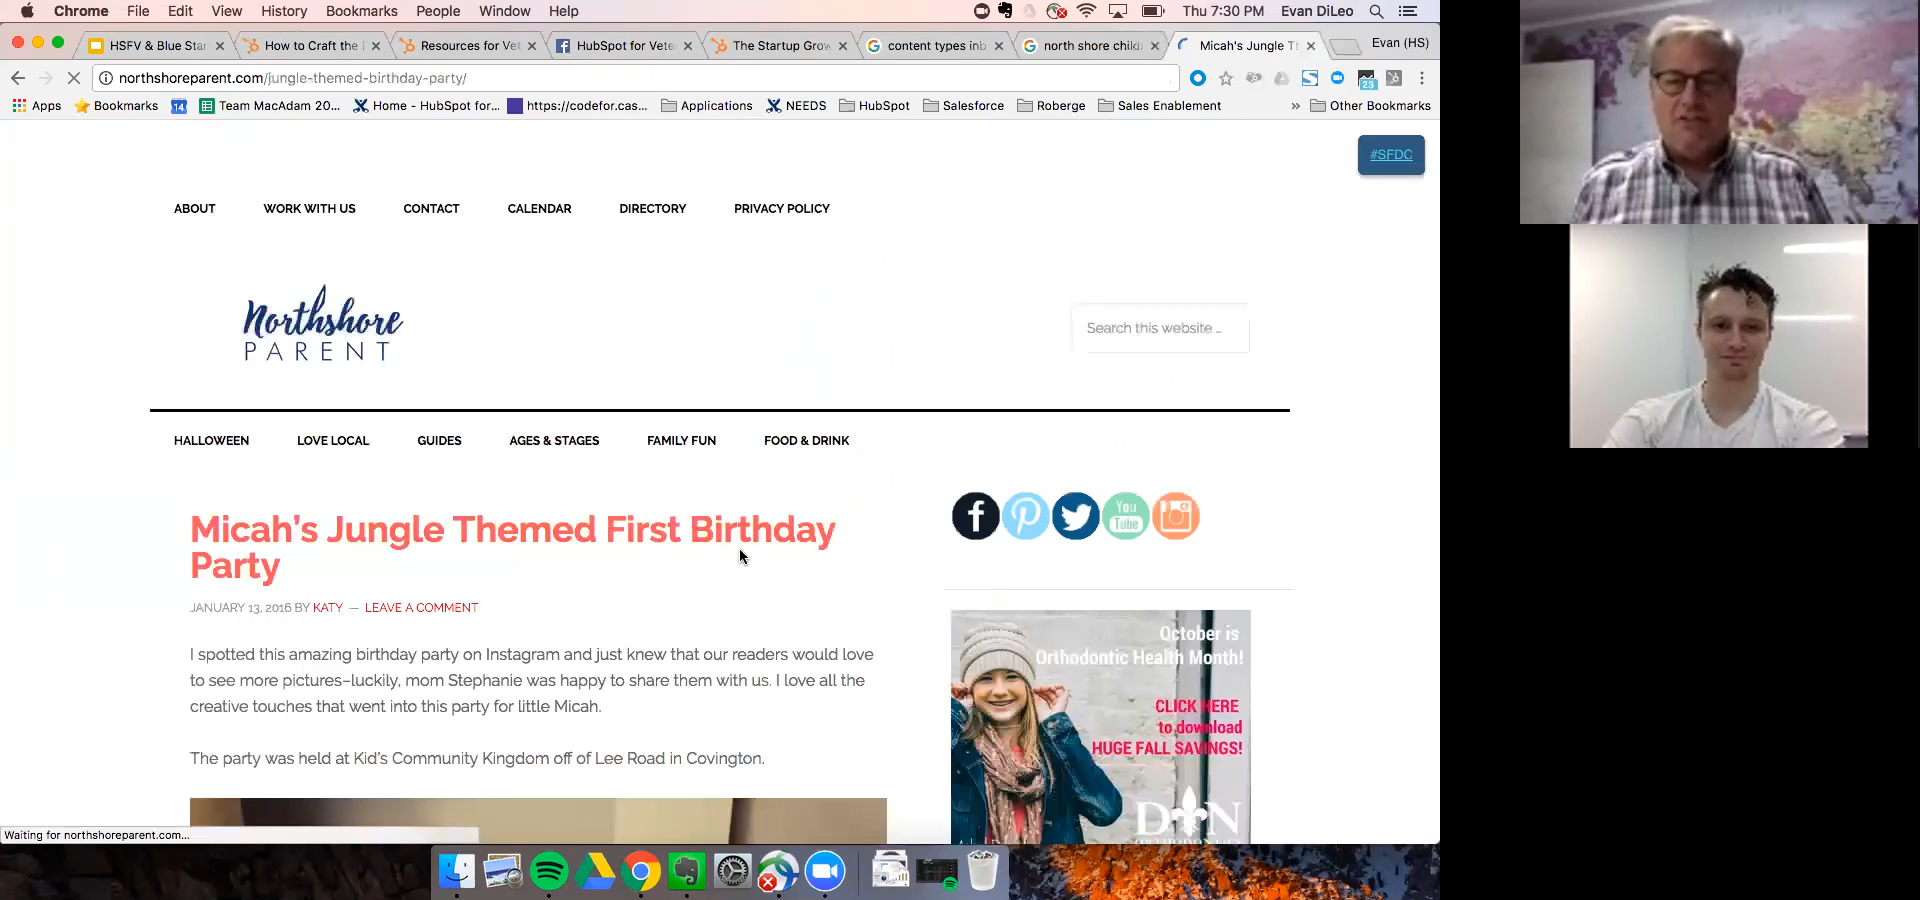 Chrome File Edit View History Bookmarks People Window Help Thu 7:30 PM Evan DiLeo
HSFV & Blue Star How to Craft the Resources for Vet HubSpot for Vete The Startup Grow content types inb north shore child Micah's Jungle Th Evan (HS)
northshoreparent.com/jungle-themed-birthday-party/
23
Apps Bookmarks 14 Team MacAdam 20... Home - HubSpot for... https://codefor.cas... Applications NEEDS HubSpot Salesforce Roberge Sales Enablement » Other Bookmarks
#SFDC
ABOUT WORK WITH US CONTACT CALENDAR DIRECTORY PRIVACY POLICY
Northshore
PARENT
Search this website ...
HALLOWEEN LOVE LOCAL GUIDES AGES & STAGES FAMILY FUN FOOD & DRINK
Micah's Jungle Themed First Birthday
Party
You
Tube
JANUARY 13, 2016 BY KATY — LEAVE A COMMENT
I spotted this amazing birthday party on Instagram and just knew that our readers would love
to see more pictures–luckily, mom Stephanie was happy to share them with us. I love all the
creative touches that went into this party for little Micah.
The party was held at Kid's Community Kingdom off of Lee Road in Covington.
October is
Orthodontic Health Month!
CLICK HERE
to download
HUGE FALL SAVINGS!
D N
Waiting for northshoreparent.com...